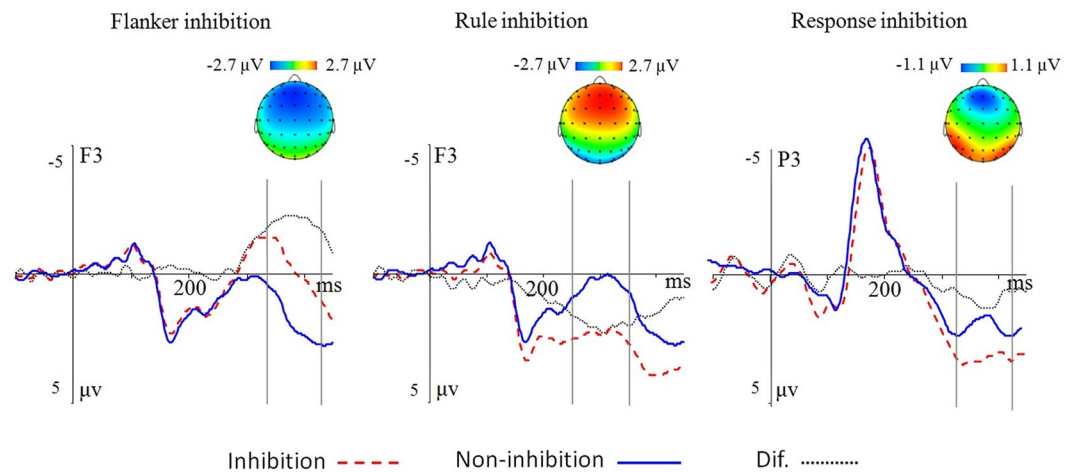 Flanker inhibition
Rule inhibition
Response inhibition
-2.7 µV 2.7 µV
-2.7 µV 2.7 µV
-1.1 µV 1.1 µV
-5 F3
-5 F3
-5 P3
200 ms
200 ms
200 ms
5 µv
5 µv
5 µv
Inhibition
Non-inhibition
Dif.